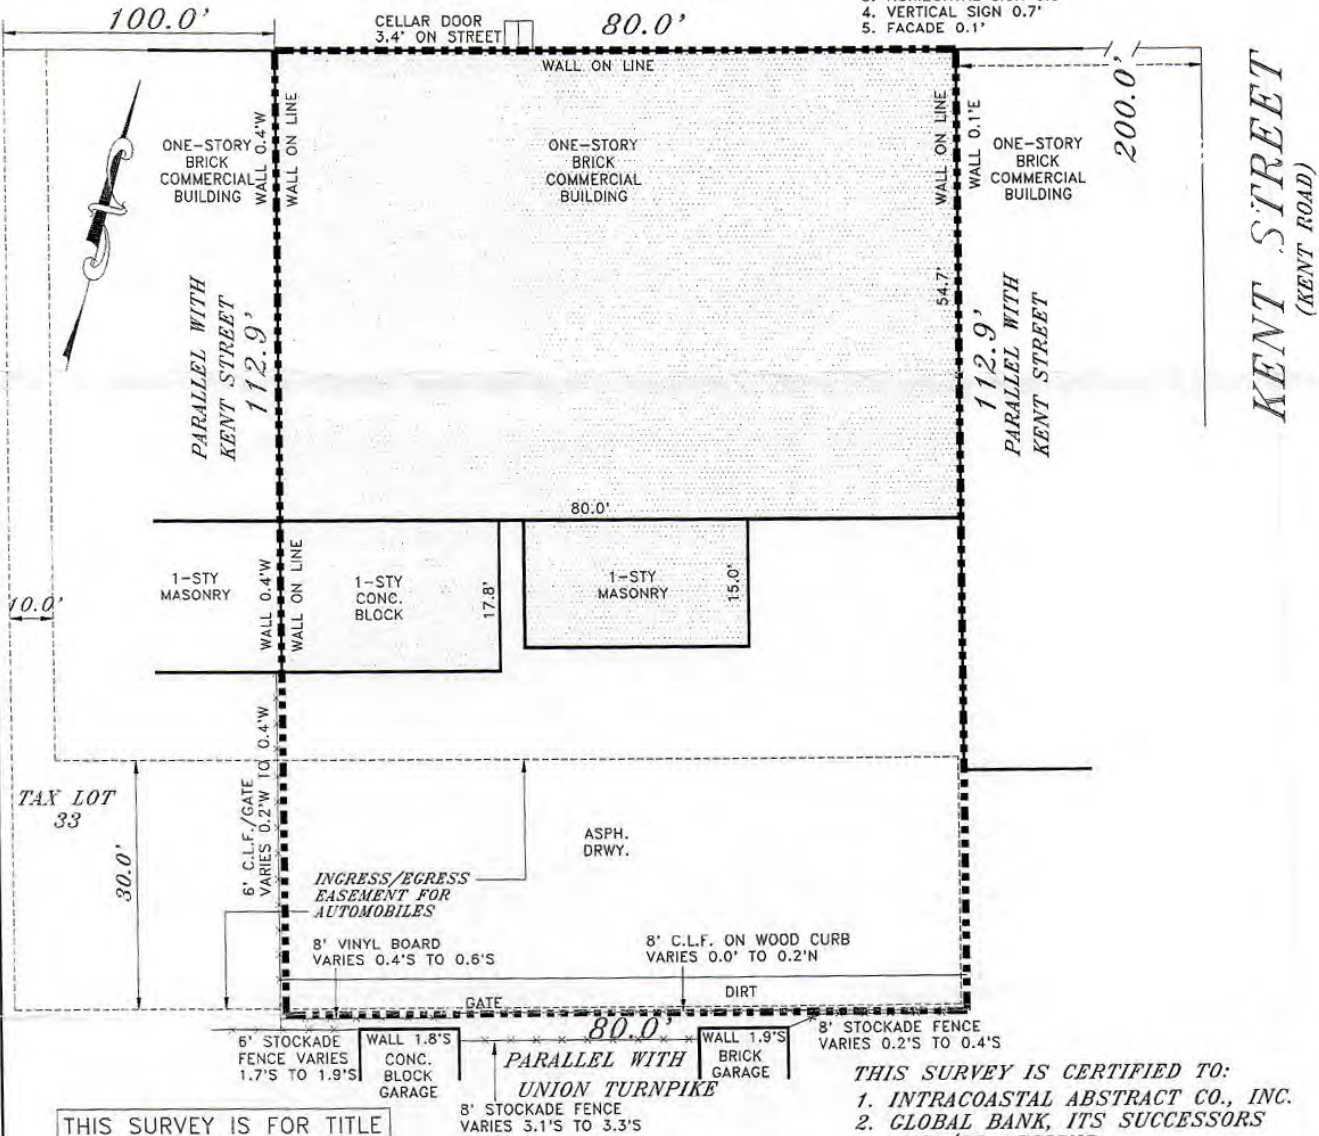 100.0'
CELLAR DOOR
3.4' ON STREET
80.0'
4. VERTICAL SIGN 0.7'
5. FACADE 0.1'
WALL ON LINE
200.0'
KENT STREET
(KENT ROAD)
ONE-STORY
BRICK
COMMERCIAL
BUILDING
WALL 0.4'W
WALL ON LINE
ONE-STORY
BRICK
COMMERCIAL
BUILDING
WALL ON LINE
WALL 0.1'E
ONE-STORY
BRICK
COMMERCIAL
BUILDING
PARALLEL WITH
KENT STREET
112.9'
54.7'
112.9'
PARALLEL WITH
KENT STREET
80.0'
10.0'
1-STY
MASONRY
WALL 0.4'W
WALL ON LINE
1-STY
CONC.
BLOCK
17.8'
1-STY
MASONRY
15.0'
TAX LOT
33
30.0'
6' C.L.F./GATE
VARIES 0.2'W TO 0.4'W
ASPH.
DRWY.
INGRESS/EGRESS
EASEMENT FOR
AUTOMOBILES
8' VINYL BOARD
VARIES 0.4'S TO 0.6'S
8' C.L.F. ON WOOD CURB
VARIES 0.0' TO 0.2'N
GATE
DIRT
80.0'
6' STOCKADE
FENCE VARIES
1.7'S TO 1.9'S
WALL 1.8'S
CONC.
BLOCK
GARAGE
PARALLEL WITH
UNION TURNPIKE
WALL 1.9'S
BRICK
GARAGE
8' STOCKADE FENCE
VARIES 0.2'S TO 0.4'S
8' STOCKADE FENCE
VARIES 3.1'S TO 3.3'S
THIS SURVEY IS FOR TITLE
THIS SURVEY IS CERTIFIED TO:
1. INTRACOASTAL ABSTRACT CO., INC.
2. GLOBAL BANK, ITS SUCCESSORS